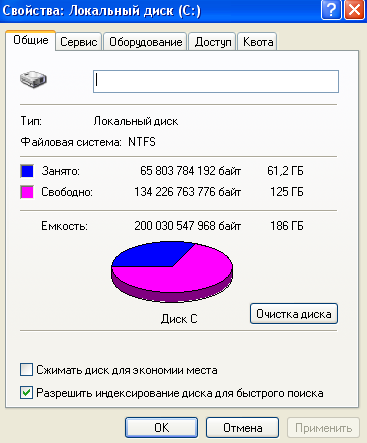 Свойства: Локальный диск (C:)
Общие Сервис Оборудование Доступ Квота
Тип: Локальный диск
Файловая система: NTFS
Занято: 65 803 784 192 байт 61,2 ГБ
Свободно: 134 226 763 776 байт 125 ГБ
Емкость: 200 030 547 968 байт 186 ГБ
Диск C
Очистка диска
Сжимать диск для экономии места
Разрешить индексирование диска для быстрого поиска
OK Отмена Применить